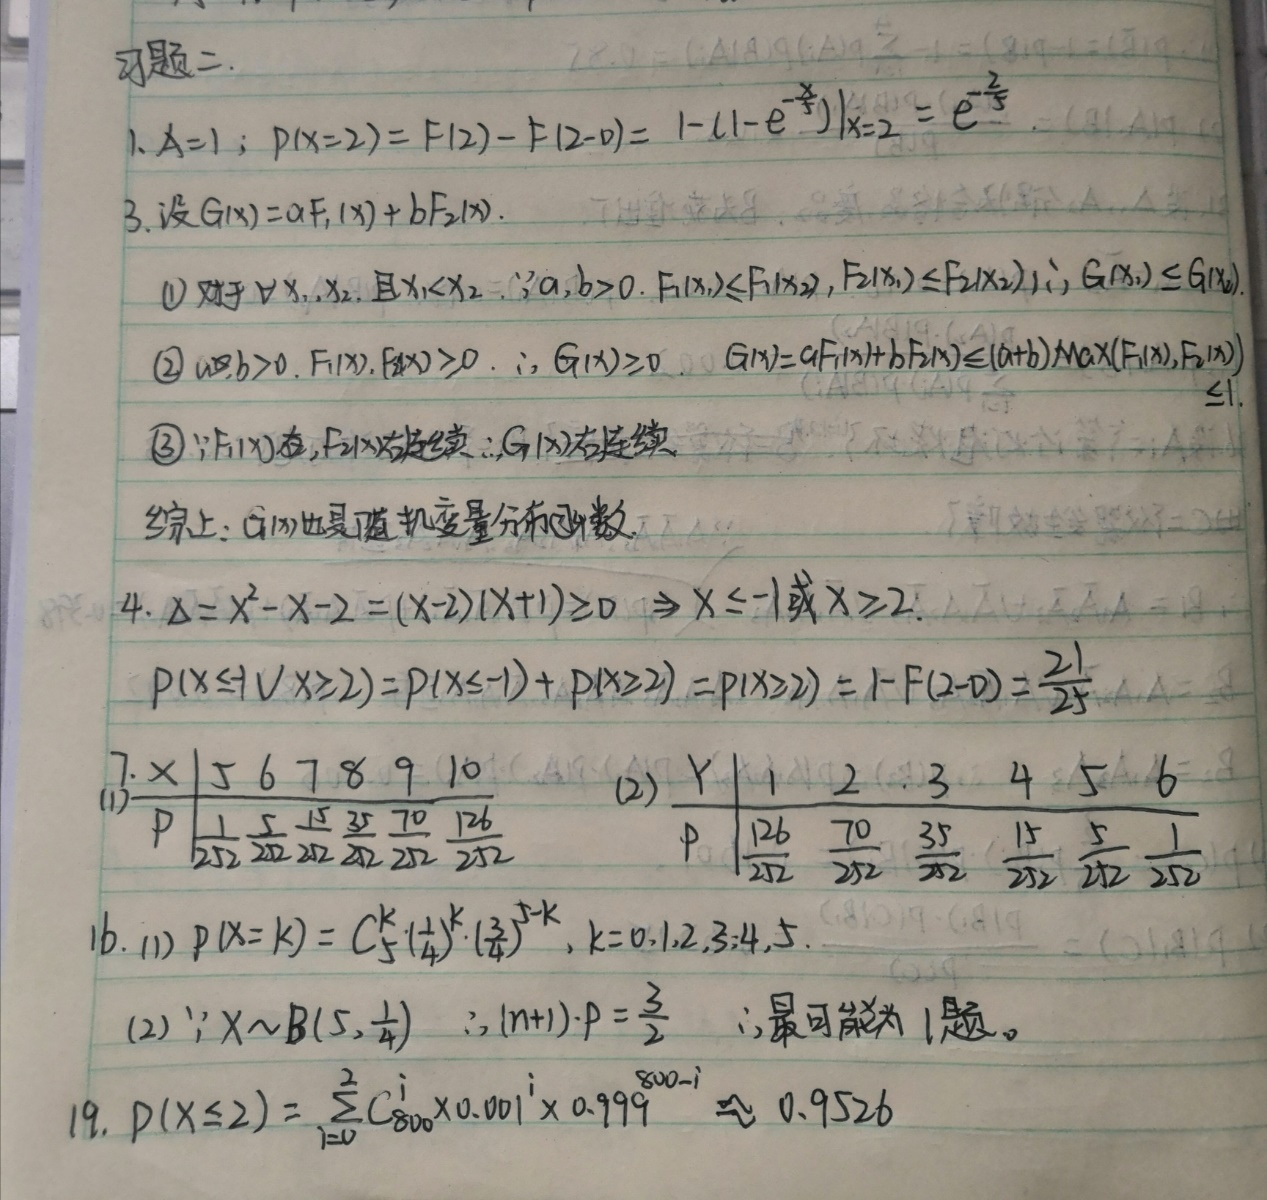 习题二.
1. A=1; P(X=2)=F(2)-F(2-0)= 1-(1-e^{-x/5})|x=2 = e^{-2/5}
3. 设G(x)=aF₁(x)+bF₂(x).
① 对于∀x₁,x₂.且x₁<x₂.∵a,b>0.F₁(x₁)≤F₁(x₂),F₂(x₁)≤F₂(x₂),∴G(x₁)≤G(x₂).
② b>0.F₁(x).F₂(x)≥0.∴G(x)≥0 G(x)=aF₁(x)+bF₂(x)≤(a+b)Max(F₁(x),F₂(x))
≤1.
③∵F₁(x),F₂(x)右连续∴G(x)右连续
综上:G(x)也是随机变量分布函数.
4. Δ=X²-X-2=(X-2)(X+1)≥0 ⇒X≤-1或X≥2.
P(X≤-1∪X≥2)=P(X≤-1)+P(X≥2)=P(X≥2)=1-F(2-0)=21/25
7. X 5 6 7 8 9 10 (2) Y 1 2 3 4 5 6
(1) P 1/252 5/252 15/252 35/252 70/252 126/252 P 126/252 70/252 35/252 15/252 5/252 1/252
16. (1) P(X=k)=C₅^k·(1/4)^k·(3/4)^{5-k}, k=0,1,2,3,4,5.
(2)∵X~B(5,1/4) ∴(n+1)·P=3/2 ∴最可能为1题。
19. P(X≤2)=∑_{i=0}^{2}C_{800}^{i}×0.001^{i}×0.999^{800-i}≈0.9526